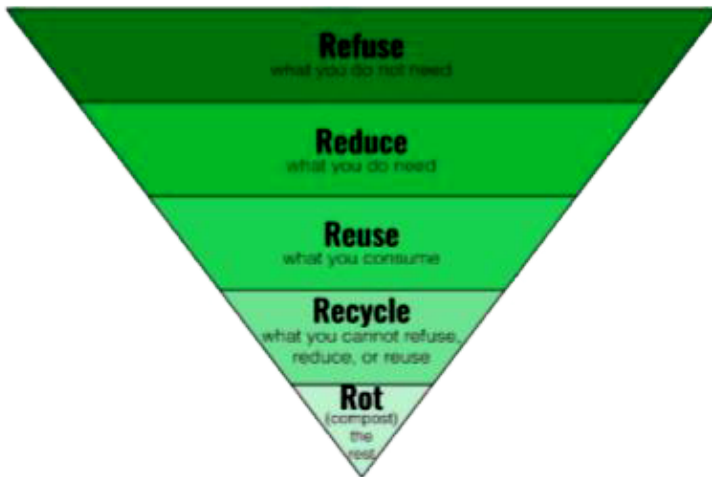 Refuse
what you do not need
Reduce
what you do need
Reuse
what you consume
Recycle
what you cannot refuse,
reduce, or reuse
Rot
(compost)
the
rest